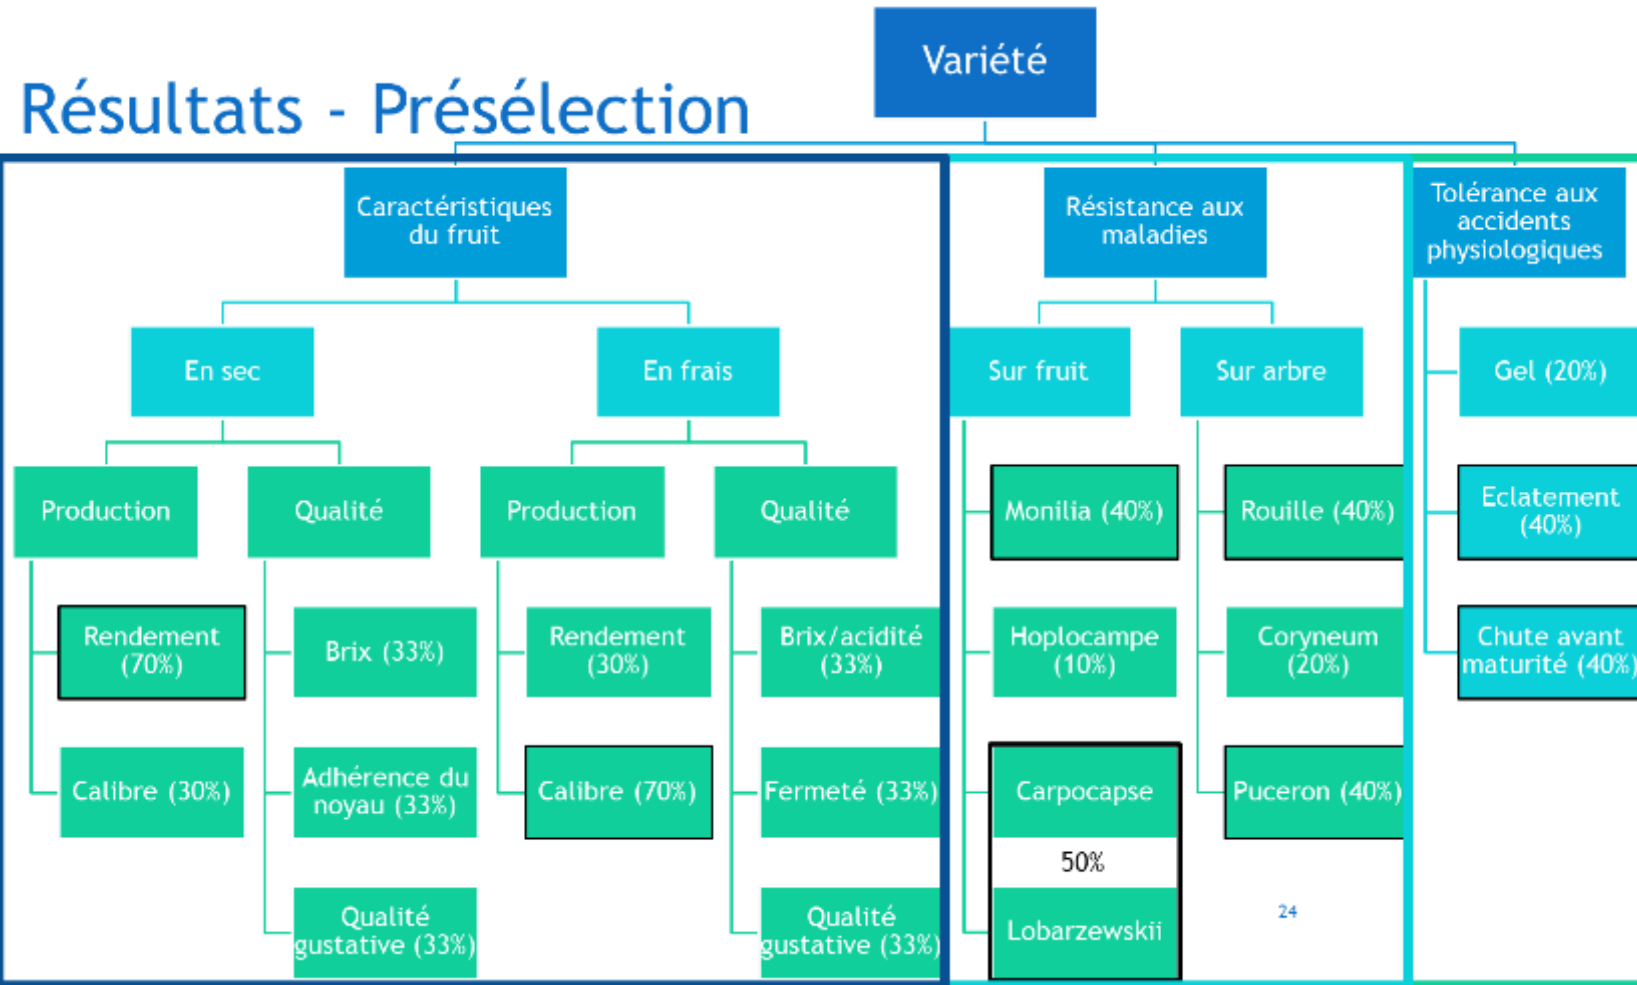 Variété
Résultats - Présélection
Caractéristiques
du fruit
Résistance aux
maladies
Tolérance aux
accidents
physiologiques
En sec
En frais
Sur fruit
Sur arbre
Gel (20%)
Production
Qualité
Production
Qualité
Monilia (40%)
Rouille (40%)
Eclatement
(40%)
Rendement
(70%)
Brix (33%)
Rendement
(30%)
Brix/acidité
(33%)
Hoplocampe
(10%)
Coryneum
(20%)
Chute avant
maturité (40%)
Calibre (30%)
Adhérence du
noyau (33%)
Calibre (70%)
Fermeté (33%)
Carpocapse
Puceron (40%)
50%
Qualité
gustative (33%)
Qualité
gustative (33%)
Lobarzewskii
24